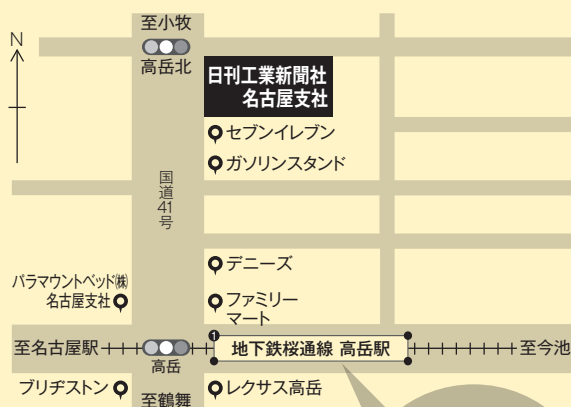 至小牧
N
高岳北
日刊工業新聞社
名古屋支社
セブンイレブン
ガソリンスタンド
国道41号
デニーズ
パラマウントベッド㈱
名古屋支社
ファミリー
マート
至名古屋駅
1
地下鉄桜通線 高岳駅
至今池
高岳
ブリヂストン
至鶴舞
レクサス高岳